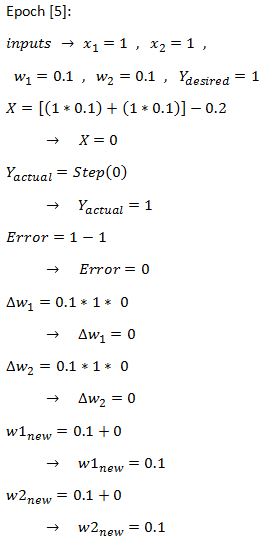 Epoch [5]:
inputs → x₁ = 1 , x₂ = 1 ,
w₁ = 0.1 , w₂ = 0.1 , Y_desired = 1
X = [(1 * 0.1) + (1 * 0.1)] − 0.2
→ X = 0
Y_actual = Step(0)
→ Y_actual = 1
Error = 1 − 1
→ Error = 0
Δw₁ = 0.1 * 1 * 0
→ Δw₁ = 0
Δw₂ = 0.1 * 1 * 0
→ Δw₂ = 0
w1_new = 0.1 + 0
→ w1_new = 0.1
w2_new = 0.1 + 0
→ w2_new = 0.1